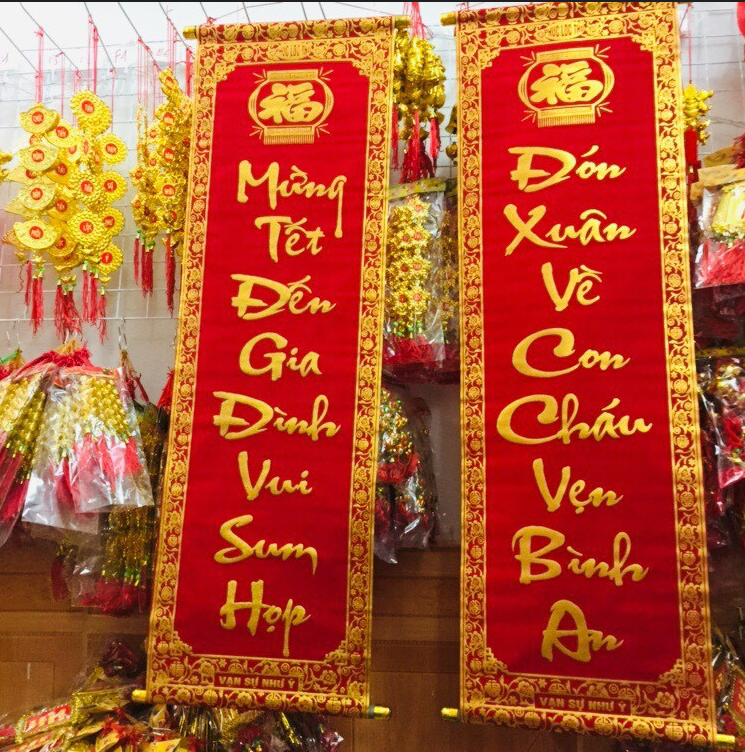 福
Mừng
Tết
Đến
Gia
Đình
Vui
Sum
Họp
VẠN SỰ NHƯ Ý
福
Đón
Xuân
Về
Con
Cháu
Vẹn
Bình
An
VẠN SỰ NHƯ Ý